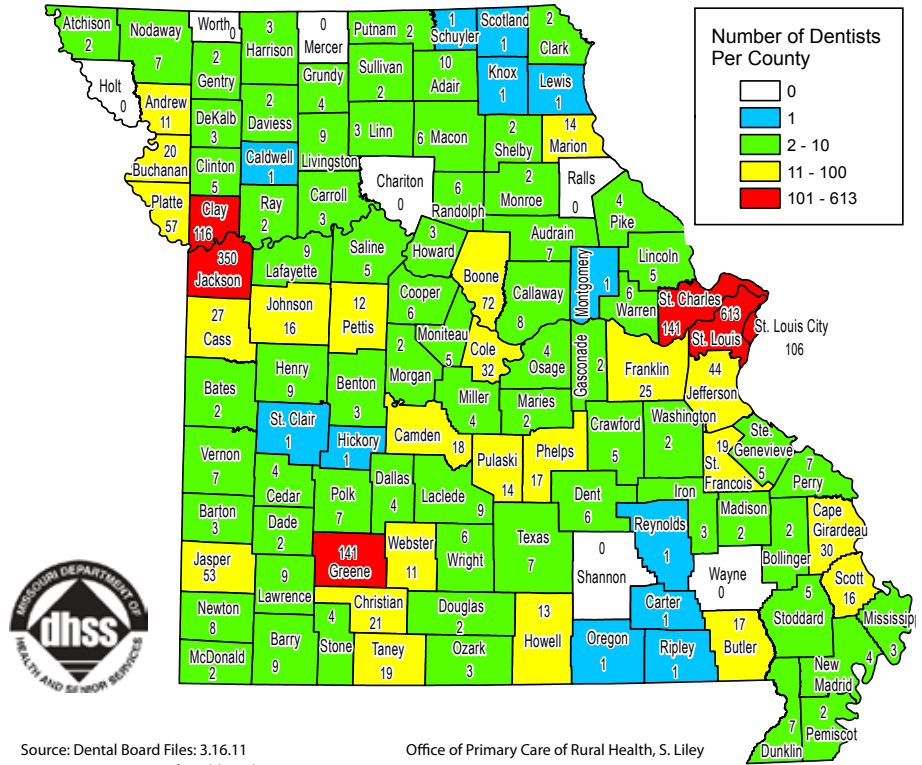 Number of Dentists
Per County
0
1
2 - 10
11 - 100
101 - 613
Atchison
2
Nodaway
7
Worth 0
3
Harrison
0
Mercer
Putnam 2
1
Schuyler
Scotland
1
2
Clark
Holt
0
Andrew
11
2
Gentry
Grundy
4
Sullivan
2
10
Adair
Knox
1
Lewis
1
DeKalb
3
2
Daviess
9
Livingston
3 Linn
6 Macon
2
Shelby
14
Marion
20
Buchanan
Clinton
5
Caldwell
1
Chariton
0
6
Randolph
2
Monroe
Ralls
0
4
Pike
Platte
57
Clay
116
Ray
2
Carroll
3
3
Howard
Audrain
7
350
Jackson
9
Lafayette
Saline
5
Boone
72
Callaway
8
Montgomery
1
Lincoln
5
6
Warren
St. Charles
141
613
St. Louis
St. Louis City
106
27
Cass
Johnson
16
12
Pettis
Cooper
6
Moniteau
5
Cole
32
4
Osage
Gasconade
2
Franklin
25
44
Jefferson
Bates
2
Henry
9
Benton
3
2
Morgan
Miller
4
Maries
2
Crawford
5
Washington
2
19
St.
Francois
Ste.
Genevieve
5
7
Perry
Vernon
7
St. Clair
1
Hickory
1
Camden
18
Pulaski
14
Phelps
17
Dent
6
Iron
3
Madison
2
2
Bollinger
Cape
Girardeau
30
Barton
3
4
Cedar
Polk
7
Dallas
4
Laclede
9
Texas
7
Reynolds
1
Dade
2
Jasper
53
9
Lawrence
141
Greene
Webster
11
6
Wright
0
Shannon
Wayne
0
Scott
16
Newton
8
4
Stone
Christian
21
Douglas
2
13
Howell
Carter
1
17
Butler
5
Stoddard
Mississipp
3
McDonald
2
Barry
9
Taney
19
Ozark
3
Oregon
1
Ripley
1
New
Madrid
4
7
Dunklin
2
Pemiscot
MISSOURI DEPARTMENT OF
dhss
HEALTH AND SENIOR SERVICES
Source: Dental Board Files: 3.16.11
Office of Primary Care of Rural Health, S. Liley